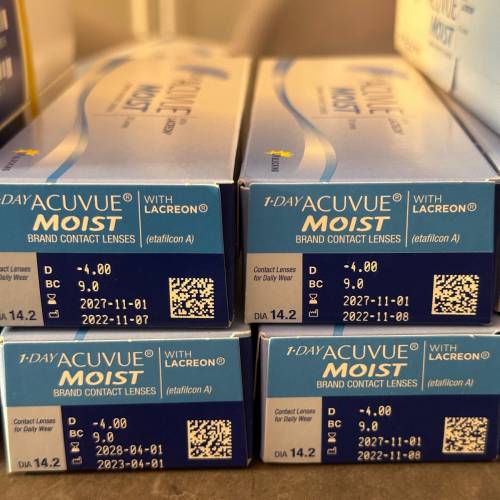 ACUVUE
MOIST
ACUVUE
MOIST
MOIST
1-DAY ACUVUE® WITH
MOIST LACREON®
BRAND CONTACT LENSES (etafilcon A)
Contact Lenses
for Daily Wear
D -4.00
BC 9.0
2027-11-01
DIA 14.2 2022-11-07
1-DAY ACUVUE® WITH
MOIST LACREON®
BRAND CONTACT LENSES (etafilcon A)
Contact Lenses
for Daily Wear
D -4.00
BC 9.0
2027-11-01
DIA 14.2 2022-11-08
1-DAY ACUVUE® WITH
MOIST LACREON®
BRAND CONTACT LENSES (etafilcon A)
Contact Lenses
for Daily Wear
D -4.00
BC 9.0
2028-04-01
DIA 14.2 2023-04-01
1-DAY ACUVUE® WITH
MOIST LACREON®
BRAND CONTACT LENSES (etafilcon A)
Contact Lenses
for Daily Wear
D -4.00
BC 9.0
2027-11-01
DIA 14.2 2022-11-08